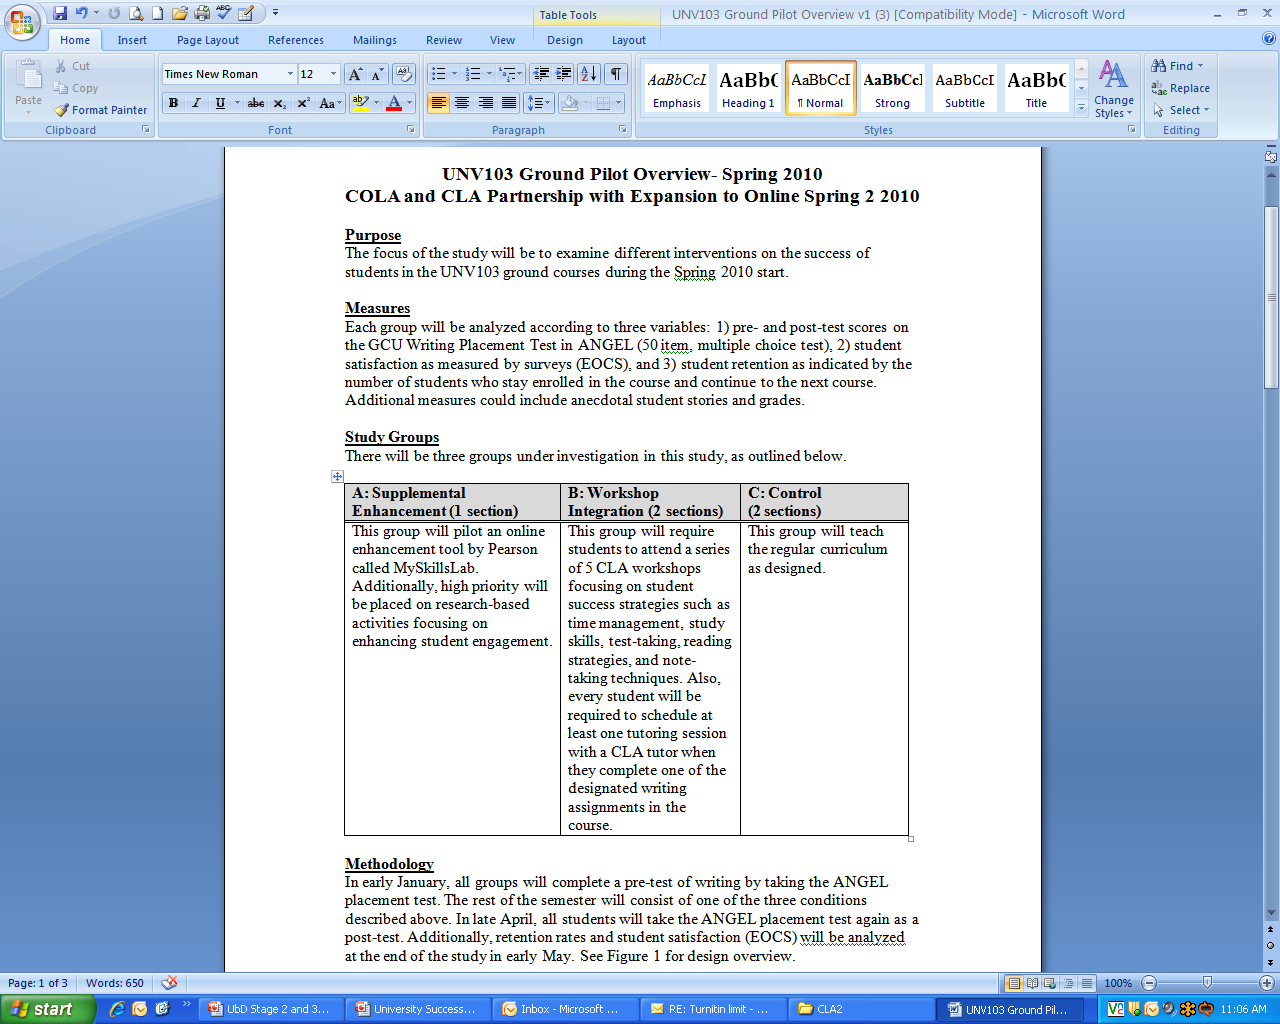 Table Tools
UNV103 Ground Pilot Overview v1 (3) [Compatibility Mode] - Microsoft Word
Home Insert Page Layout References Mailings Review View Design Layout
Paste
Cut
Copy
Format Painter
Clipboard
Times New Roman 12
Font
Paragraph
AaBbCcI AaBb( AaBbCcI AaBbCcl AaBbCcI AaBb(
Emphasis Heading 1 ¶ Normal Strong Subtitle Title
Change Styles
Styles
Find
Replace
Select
Editing
UNV103 Ground Pilot Overview- Spring 2010
COLA and CLA Partnership with Expansion to Online Spring 2 2010
Purpose
The focus of the study will be to examine different interventions on the success of
students in the UNV103 ground courses during the Spring 2010 start.
Measures
Each group will be analyzed according to three variables: 1) pre- and post-test scores on
the GCU Writing Placement Test in ANGEL (50 item, multiple choice test), 2) student
satisfaction as measured by surveys (EOCS), and 3) student retention as indicated by the
number of students who stay enrolled in the course and continue to the next course.
Additional measures could include anecdotal student stories and grades.
Study Groups
There will be three groups under investigation in this study, as outlined below.
A: Supplemental
Enhancement (1 section)
This group will pilot an online
enhancement tool by Pearson
called MySkillsLab.
Additionally, high priority will
be placed on research-based
activities focusing on
enhancing student engagement.
B: Workshop
Integration (2 sections)
This group will require
students to attend a series
of 5 CLA workshops
focusing on student
success strategies such as
time management, study
skills, test-taking, reading
strategies, and note-
taking techniques. Also,
every student will be
required to schedule at
least one tutoring session
with a CLA tutor when
they complete one of the
designated writing
assignments in the
course.
C: Control
(2 sections)
This group will teach
the regular curriculum
as designed.
Methodology
In early January, all groups will complete a pre-test of writing by taking the ANGEL
placement test. The rest of the semester will consist of one of the three conditions
described above. In late April, all students will take the ANGEL placement test again as a
post-test. Additionally, retention rates and student satisfaction (EOCS) will be analyzed
at the end of the study in early May. See Figure 1 for design overview.
Page: 1 of 3 Words: 650 100%
start UbD Stage 2 and 3... University Success... Inbox - Microsoft ... RE: Turnitin limit - ... CLA2 UNV103 Ground Pil... 11:06 AM